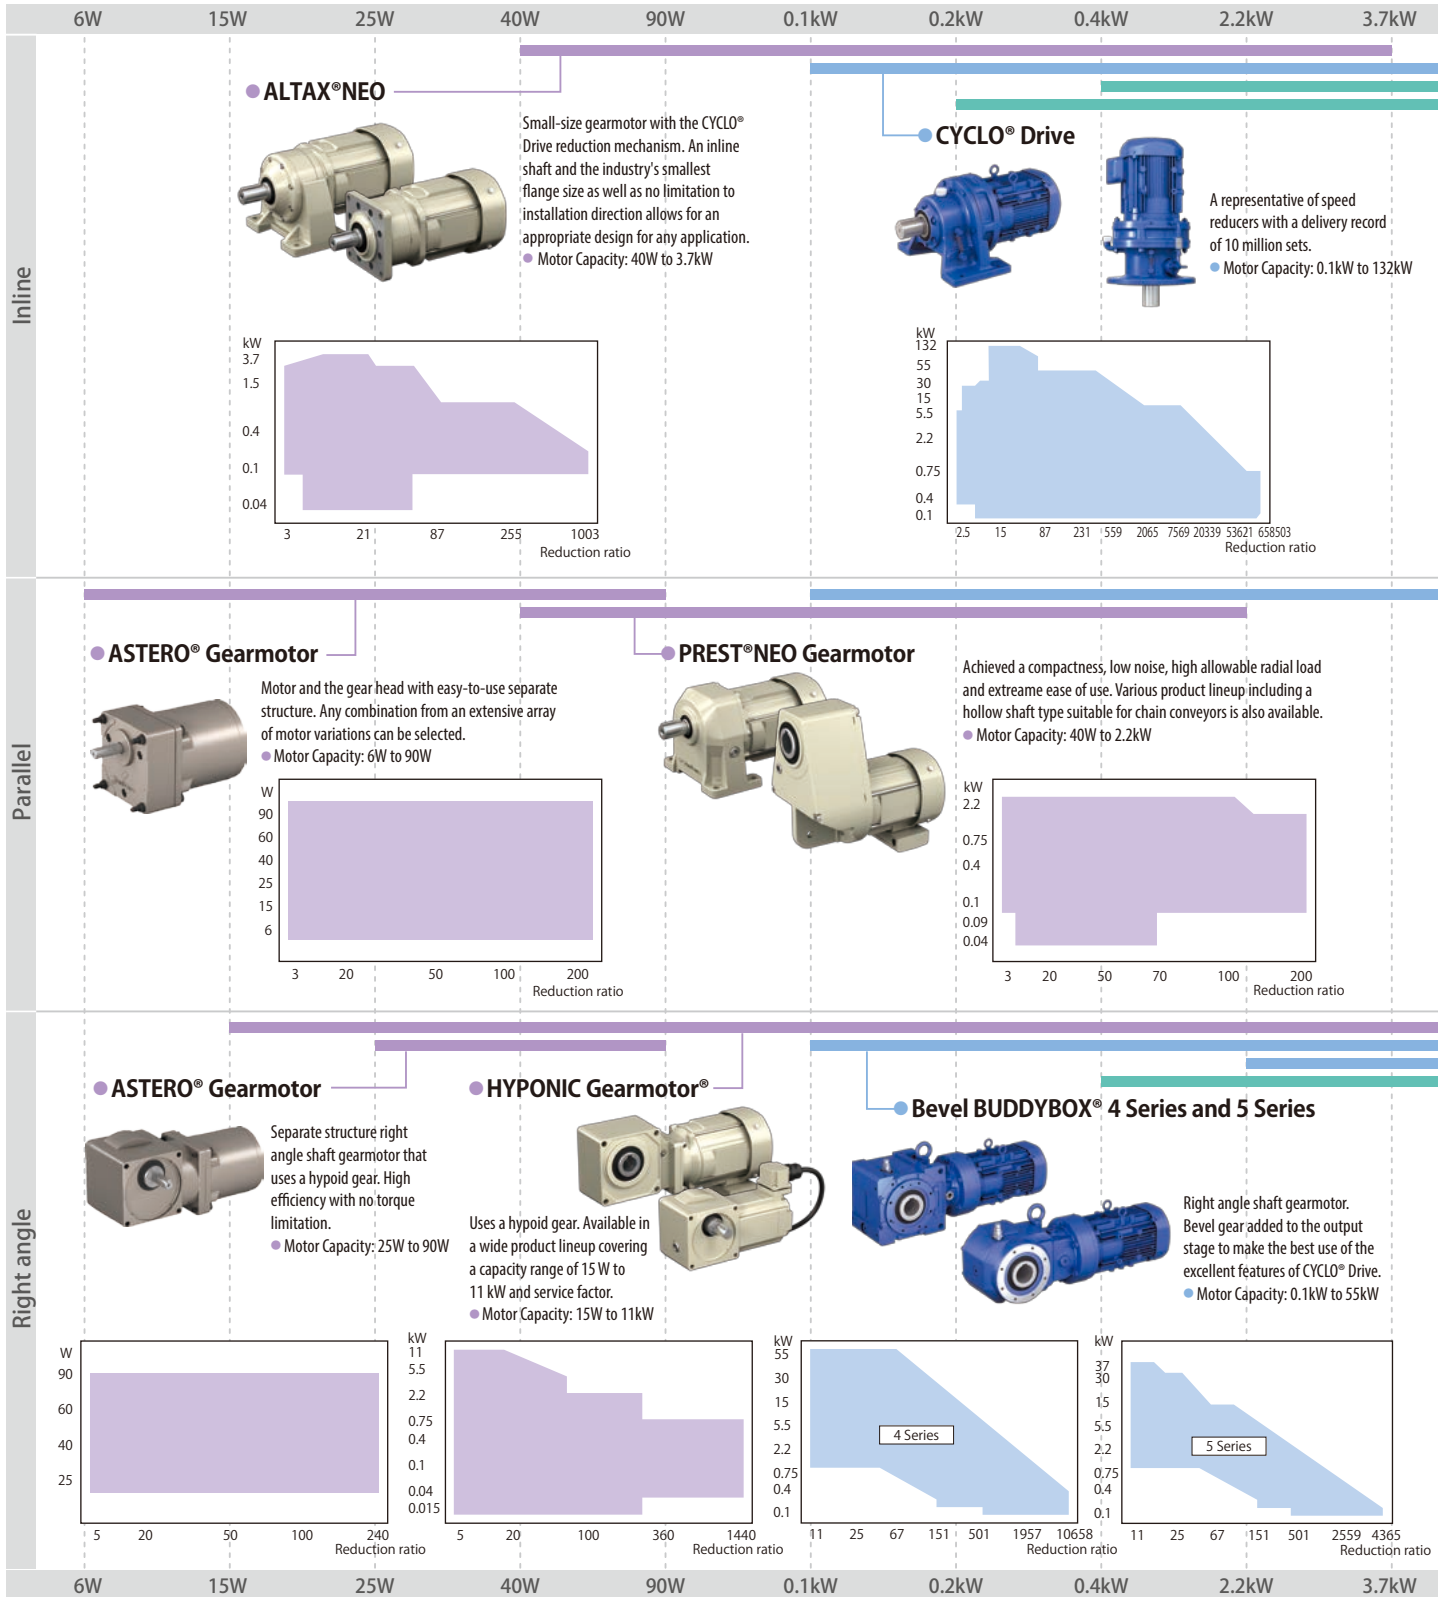 6W 15W 25W 40W 90W 0.1kW 0.2kW 0.4kW 2.2kW 3.7kW
Inline
ALTAX®NEO
Small-size gearmotor with the CYCLO®
Drive reduction mechanism. An inline
shaft and the industry's smallest
flange size as well as no limitation to
installation direction allows for an
appropriate design for any application.
Motor Capacity: 40W to 3.7kW
kW
3.7
1.5
0.4
0.1
0.04
3 21 87 255 1003
Reduction ratio
CYCLO® Drive
A representative of speed
reducers with a delivery record
of 10 million sets.
Motor Capacity: 0.1kW to 132kW
kW
132
55
30
15
5.5
2.2
0.75
0.4
0.1
2.5 15 87 231 559 2065 7569 20339 53621 658503
Reduction ratio
Parallel
ASTERO® Gearmotor
Motor and the gear head with easy-to-use separate
structure. Any combination from an extensive array
of motor variations can be selected.
Motor Capacity: 6W to 90W
W
90
60
40
25
15
6
3 20 50 100 200
Reduction ratio
PREST®NEO Gearmotor
Achieved a compactness, low noise, high allowable radial load
and extreame ease of use. Various product lineup including a
hollow shaft type suitable for chain conveyors is also available.
Motor Capacity: 40W to 2.2kW
kW
2.2
0.75
0.4
0.1
0.09
0.04
3 20 50 70 100 200
Reduction ratio
Right angle
ASTERO® Gearmotor
Separate structure right
angle shaft gearmotor that
uses a hypoid gear. High
efficiency with no torque
limitation.
Motor Capacity: 25W to 90W
W
90
60
40
25
5 20 50 100 240
Reduction ratio
HYPONIC Gearmotor®
Uses a hypoid gear. Available in
a wide product lineup covering
a capacity range of 15 W to
11 kW and service factor.
Motor Capacity: 15W to 11kW
kW
11
5.5
2.2
0.75
0.4
0.1
0.04
0.015
5 20 100 360 1440
Reduction ratio
Bevel BUDDYBOX® 4 Series and 5 Series
Right angle shaft gearmotor.
Bevel gear added to the output
stage to make the best use of the
excellent features of CYCLO® Drive.
Motor Capacity: 0.1kW to 55kW
kW
55
30
15
5.5
2.2
0.75
0.4
0.1
4 Series
11 25 67 151 501 1957 10658
Reduction ratio
kW
37
30
15
5.5
2.2
0.75
0.4
0.1
5 Series
11 25 67 151 501 2559 4365
Reduction ratio
6W 15W 25W 40W 90W 0.1kW 0.2kW 0.4kW 2.2kW 3.7kW